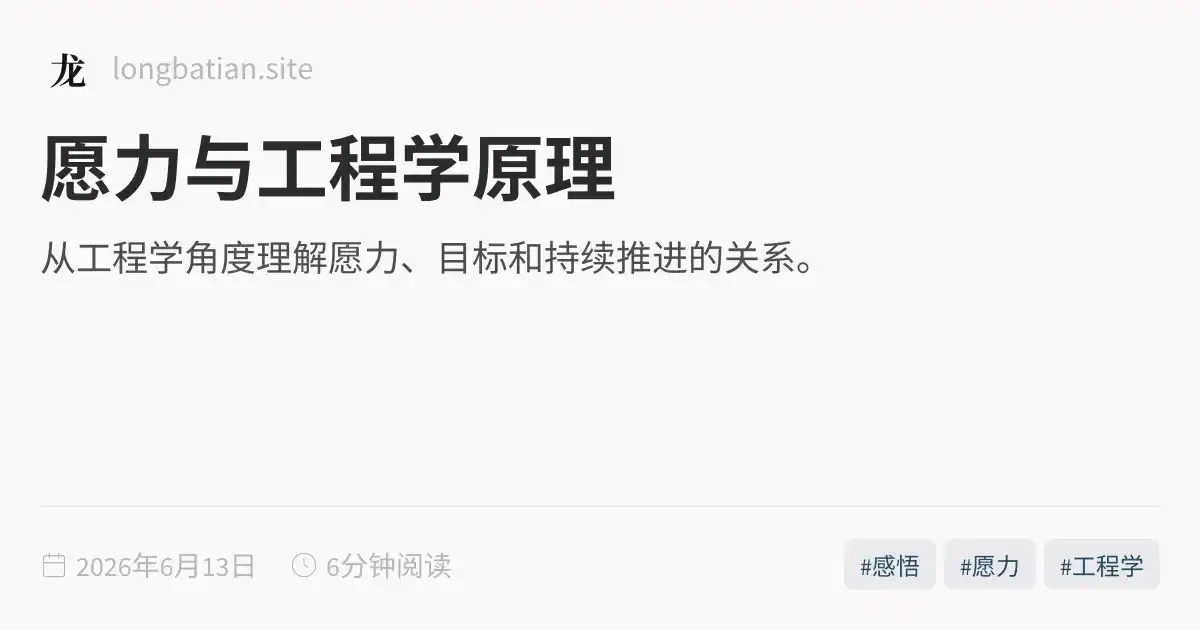 龙 longbatian.site
愿力与工程学原理
从工程学角度理解愿力、目标和持续推进的关系。
2026年6月13日 6分钟阅读 #感悟 #愿力 #工程学